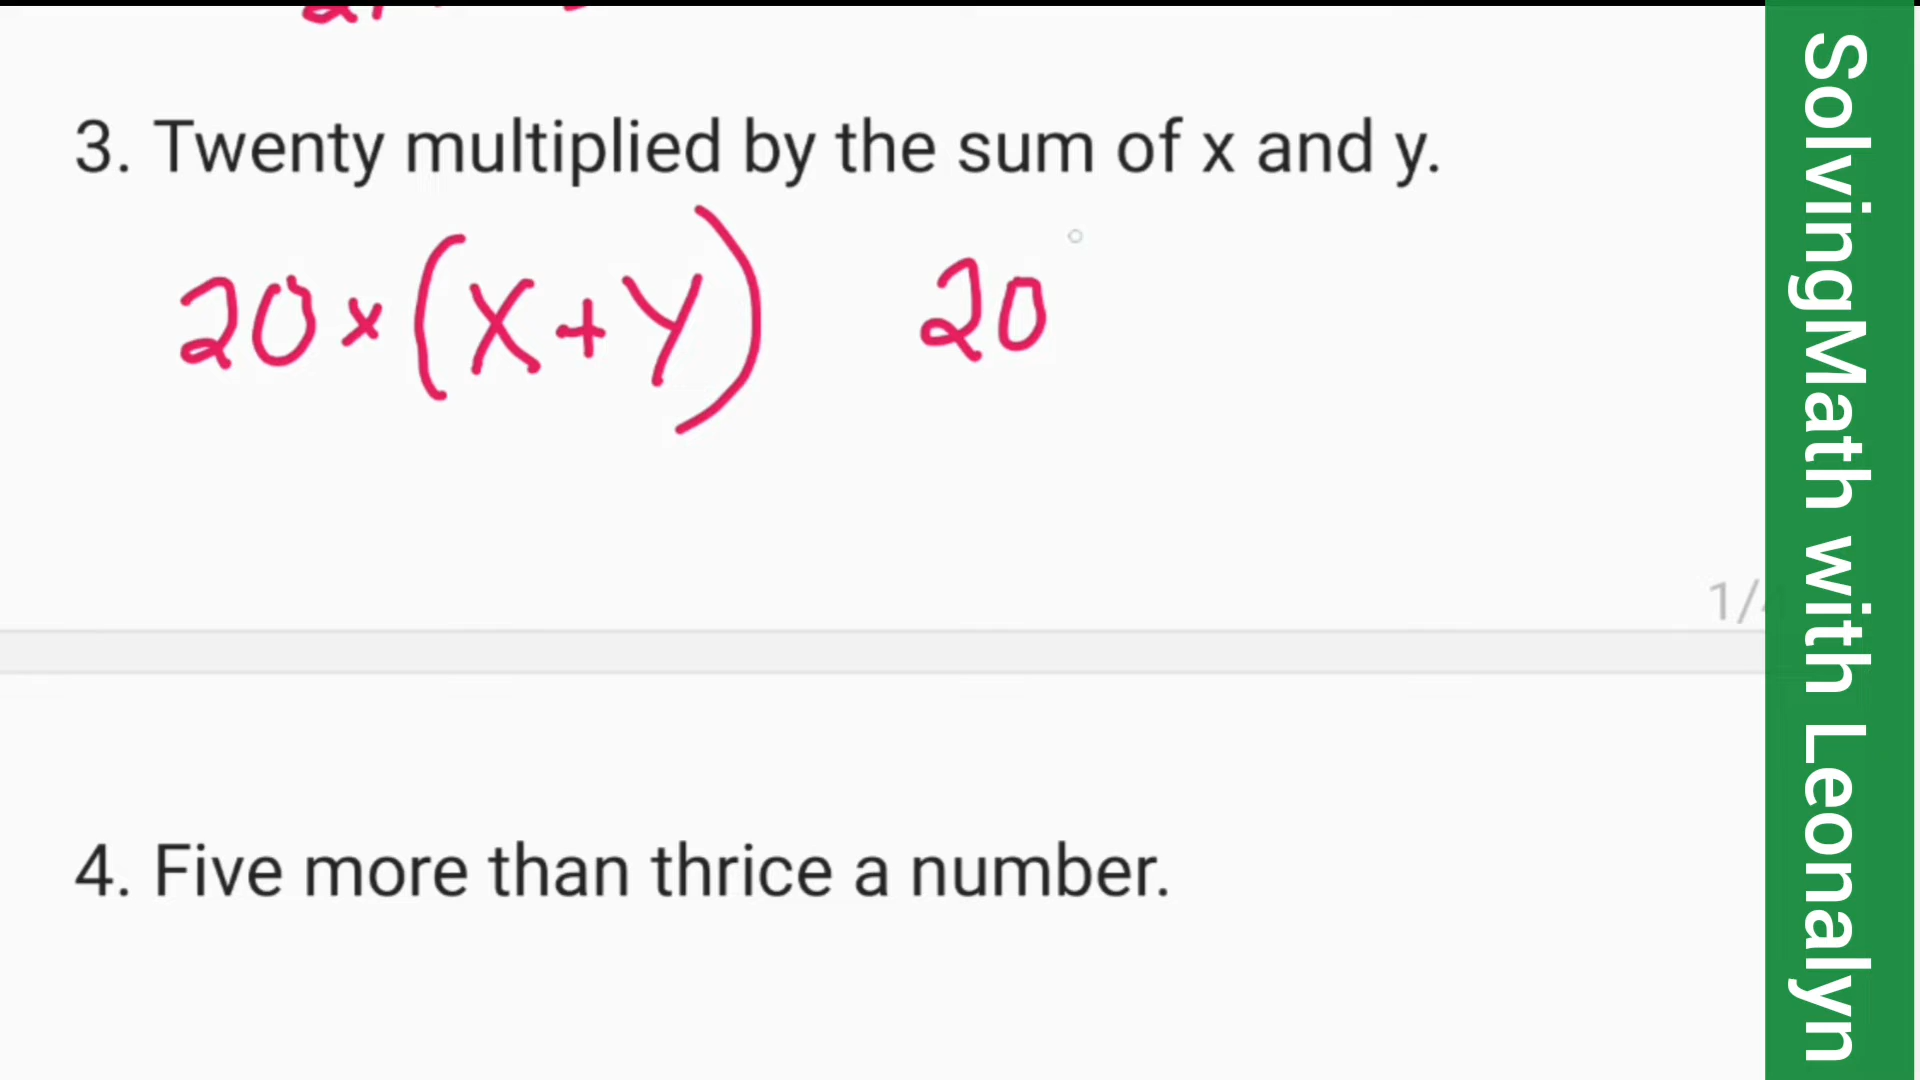 3. Twenty multiplied by the sum of x and y.
20 × (x+y) 20
4. Five more than thrice a number.
SolvingMath with Leonalyn